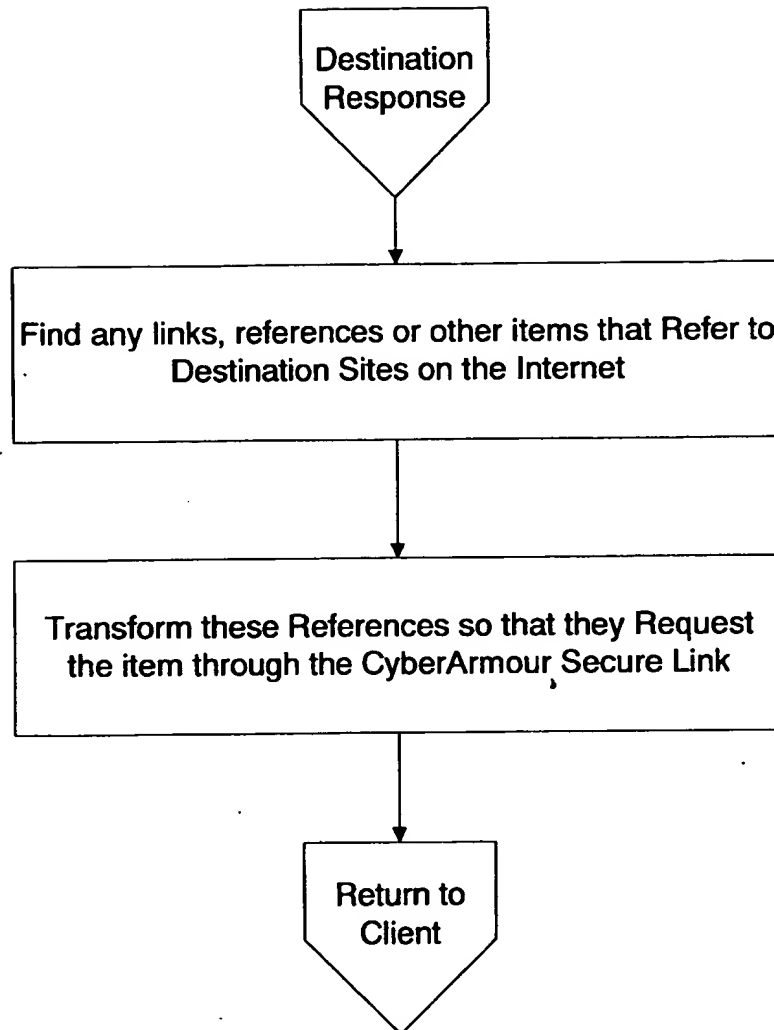 Destination
Response
Find any links, references or other items that Refer to
Destination Sites on the Internet
Transform these References so that they Request
the item through the CyberArmour Secure Link
Return to
Client